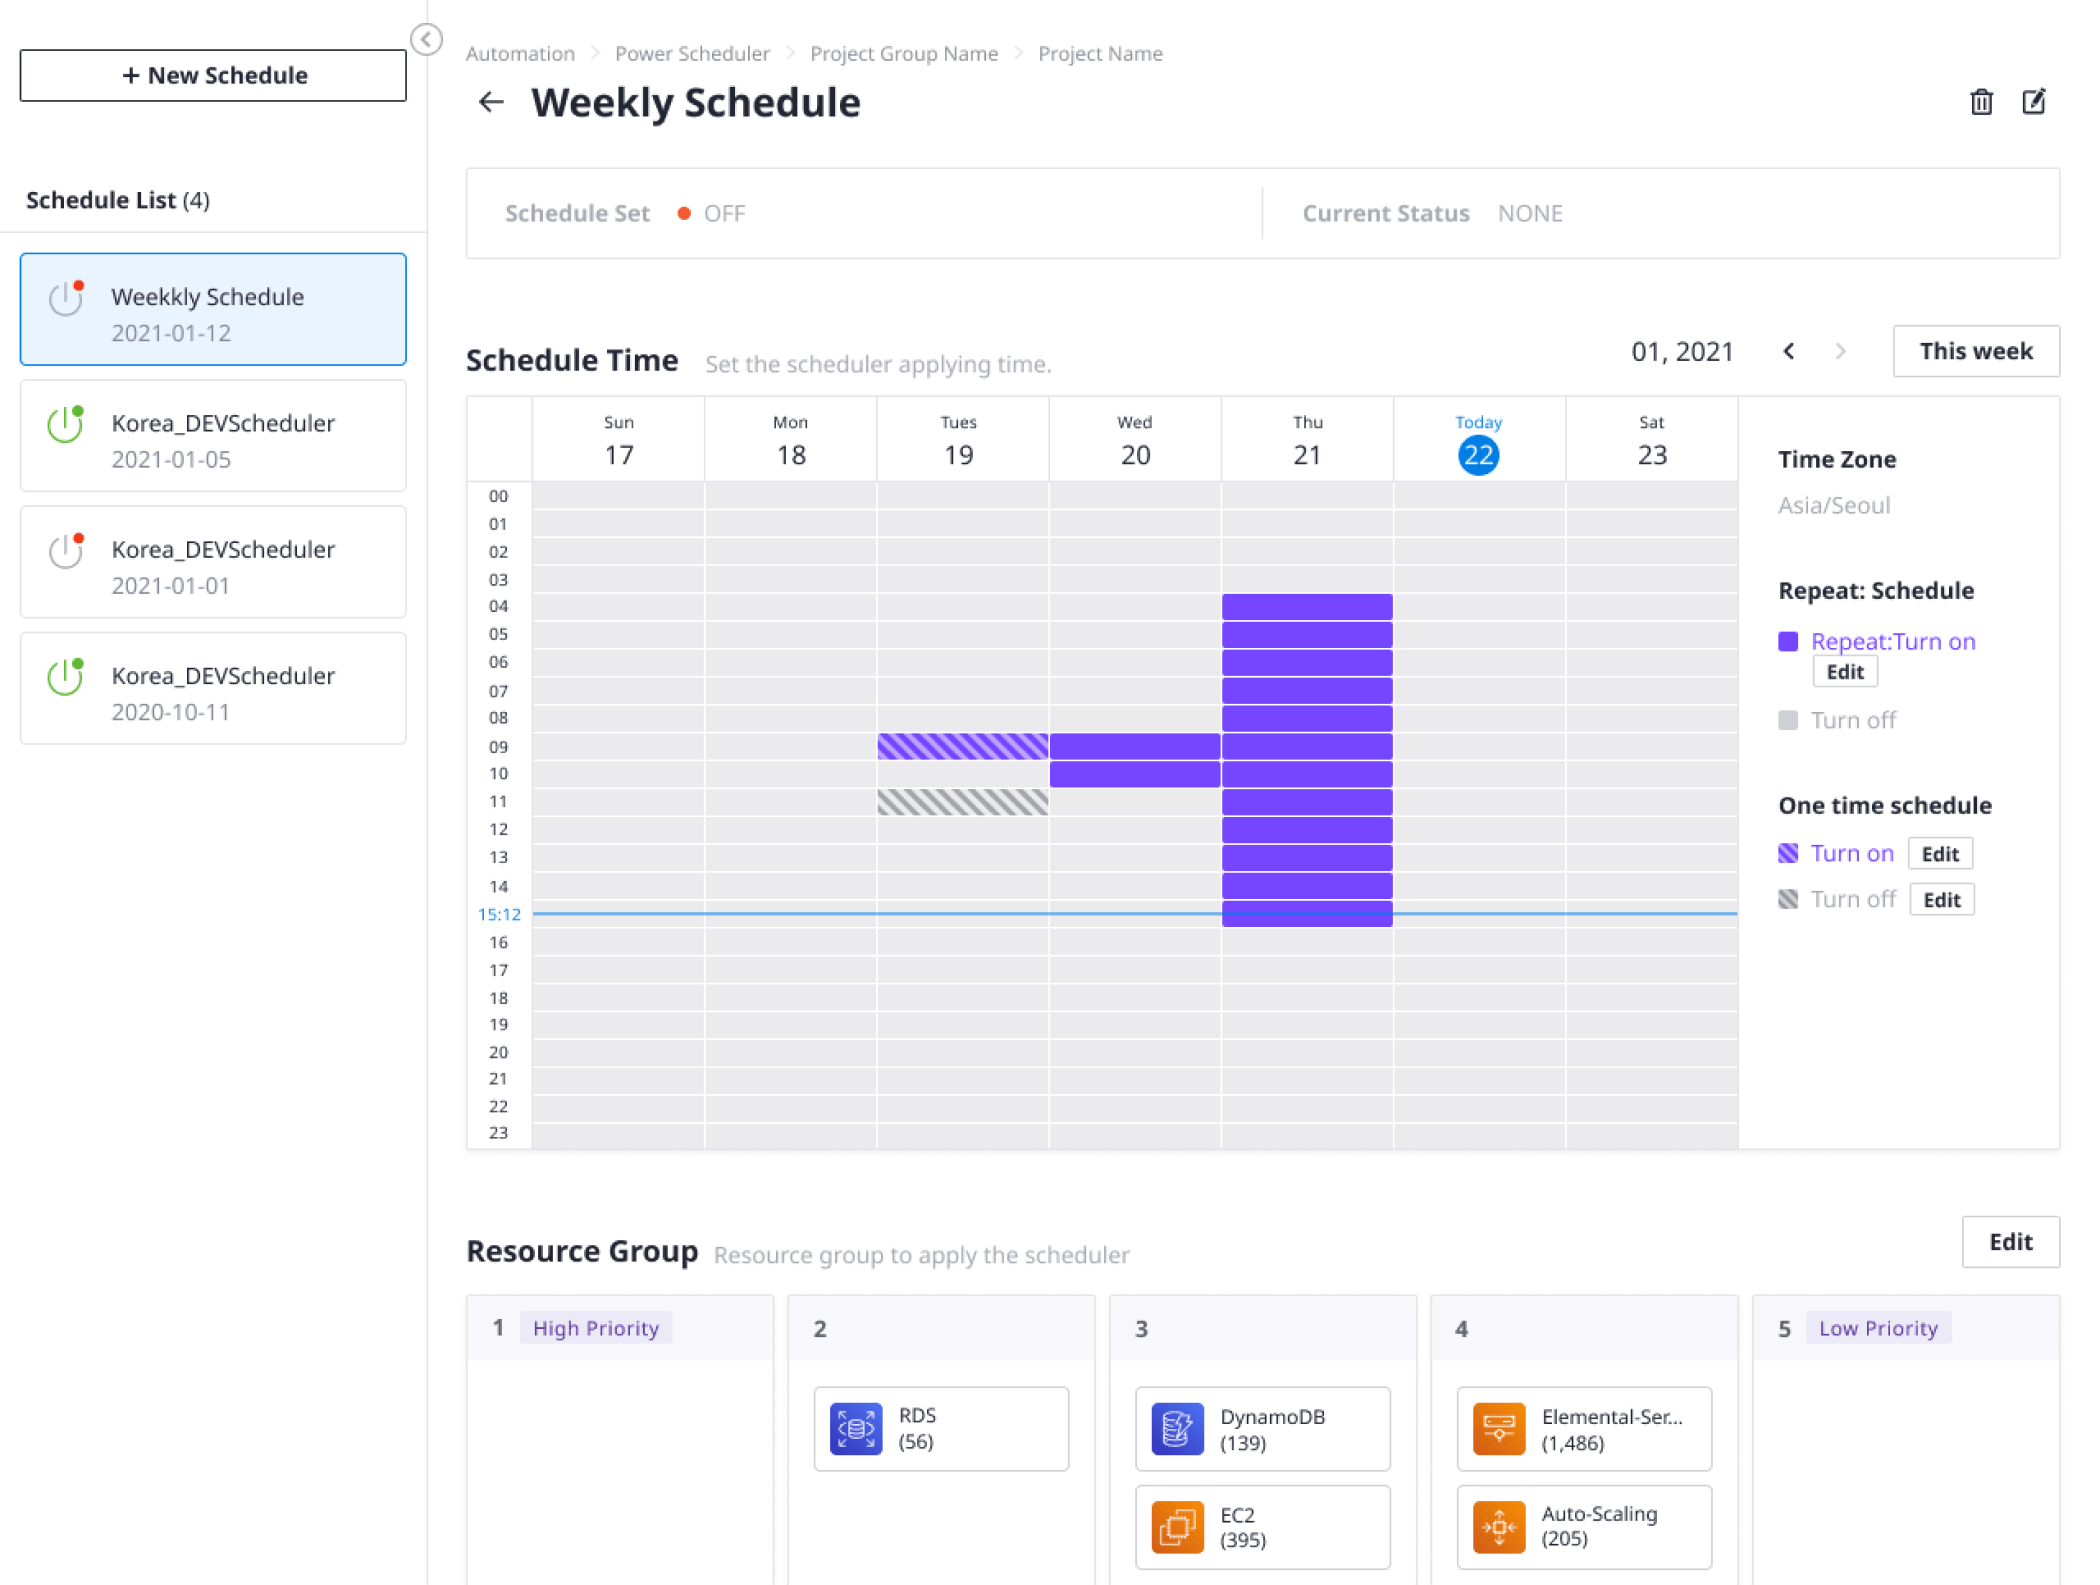 + New Schedule
Schedule List (4)
Weekkly Schedule
2021-01-12
Korea_DEVScheduler
2021-01-05
Korea_DEVScheduler
2021-01-01
Korea_DEVScheduler
2020-10-11
Automation Power Scheduler Project Group Name Project Name
Weekly Schedule
Schedule Set OFF
Current Status NONE
Schedule Time Set the scheduler applying time.
01, 2021
This week
Sun Mon Tues Wed Thu Today Sat
17 18 19 20 21 22 23
00
01
02
03
04
05
06
07
08
09
10
11
12
13
14
15:12
16
17
18
19
20
21
22
23
Time Zone
Asia/Seoul
Repeat: Schedule
Repeat:Turn on
Edit
Turn off
One time schedule
Turn on Edit
Turn off Edit
Resource Group Resource group to apply the scheduler
Edit
1 High Priority
2
RDS
(56)
3
DynamoDB
(139)
EC2
(395)
4
Elemental-Ser...
(1,486)
Auto-Scaling
(205)
5 Low Priority